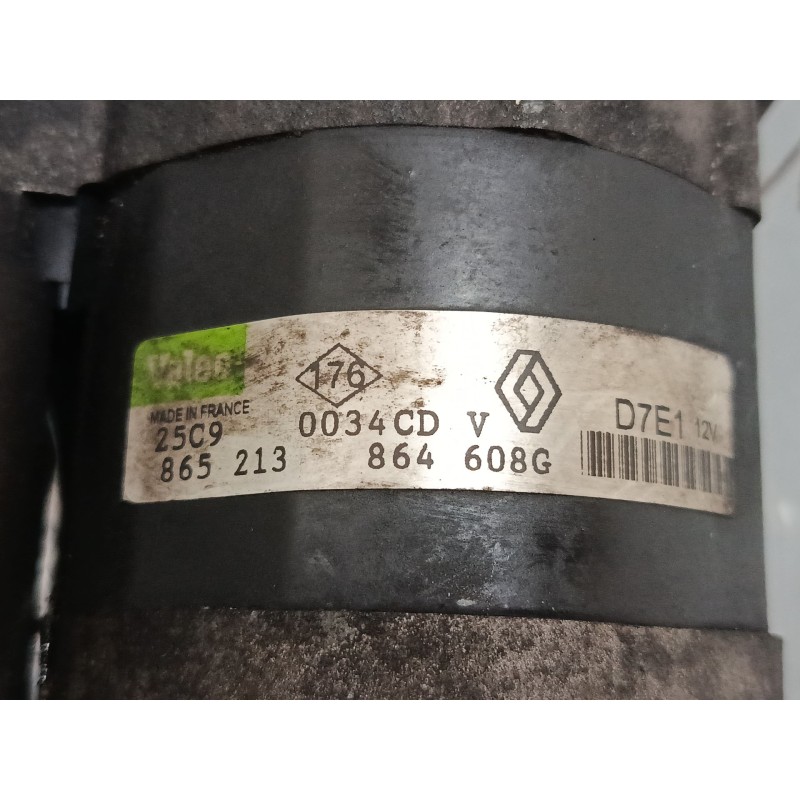 Valeo
176
MADE IN FRANCE
25C9 0034CD V D7E1 12V
865 213 864 608G